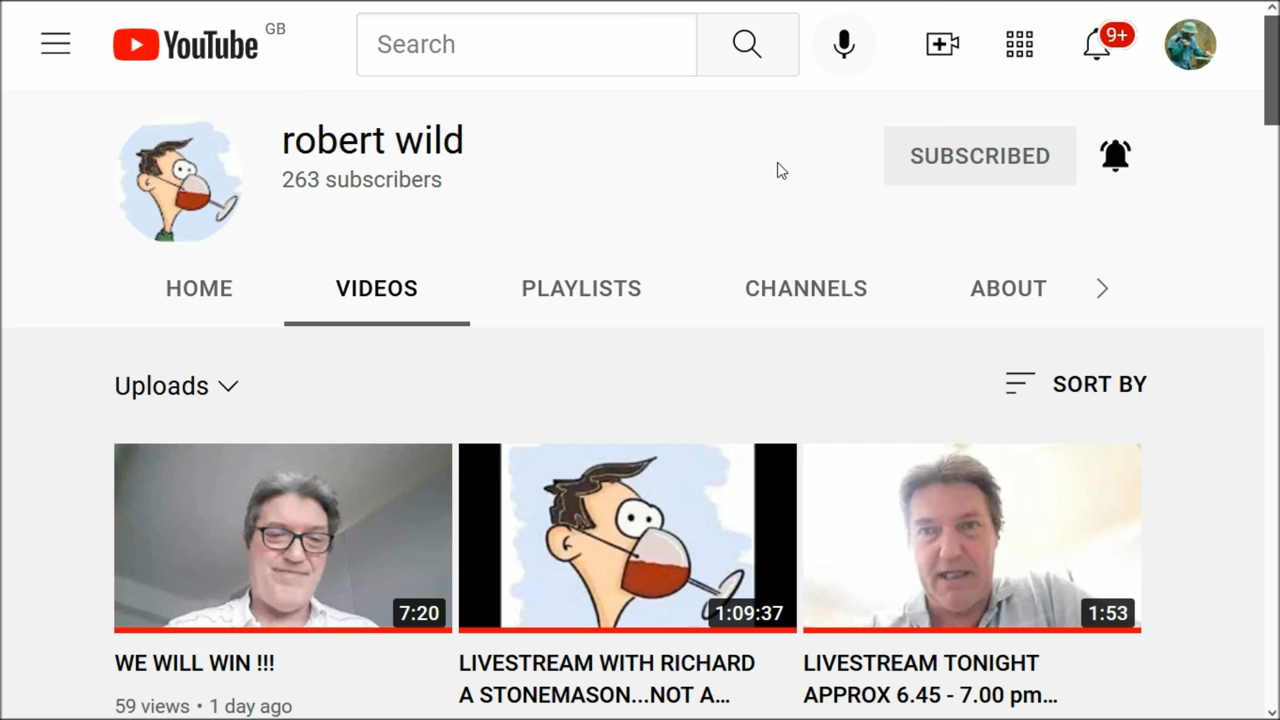 YouTube GB
Search
9+
robert wild
263 subscribers
SUBSCRIBED
HOME VIDEOS PLAYLISTS CHANNELS ABOUT
Uploads
SORT BY
7:20
1:09:37
1:53
WE WILL WIN !!!
59 views • 1 day ago
LIVESTREAM WITH RICHARD
A STONEMASON...NOT A...
LIVESTREAM TONIGHT
APPROX 6.45 - 7.00 pm...